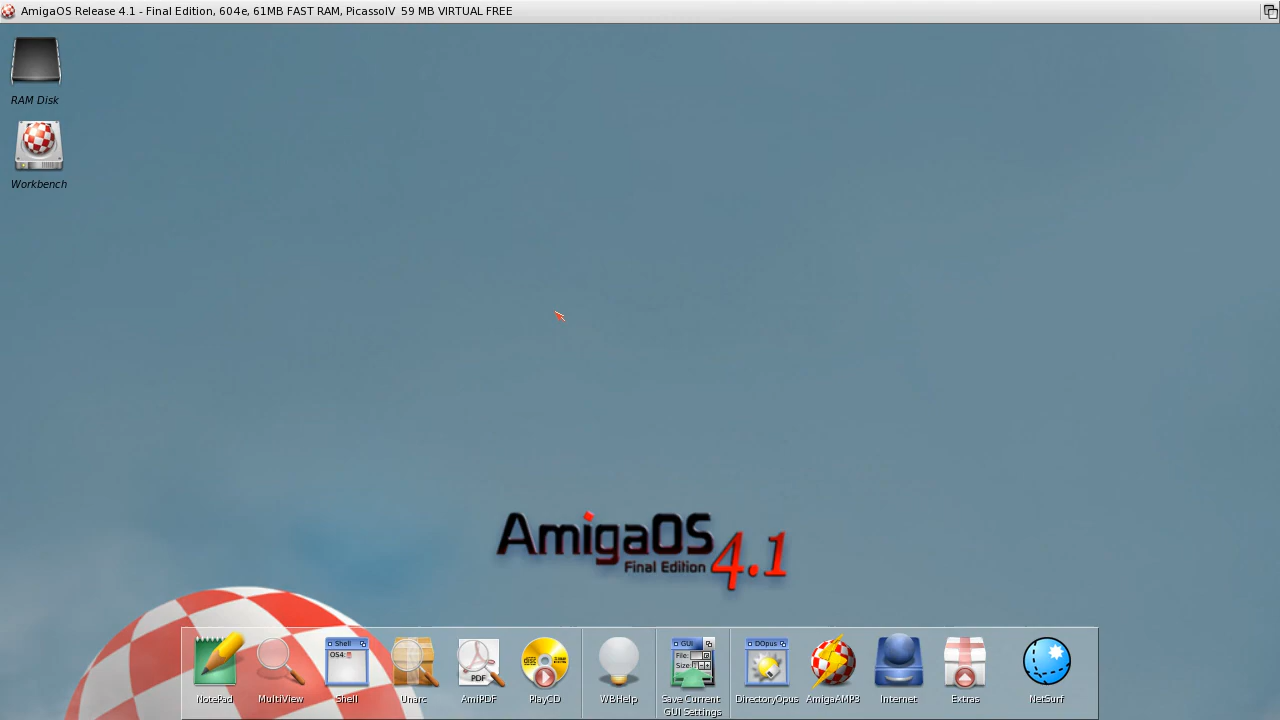 AmigaOS Release 4.1 - Final Edition, 604e, 61MB FAST RAM, PicassoIV 59 MB VIRTUAL FREE
RAM Disk
Workbench
AmigaOS 4.1
Final Edition
Shell
OS4:
PDF
DISC
GUI
File:
Size:
DOpus
NotePad
MultiView
Shell
Unarc
AmiPDF
PlayCD
WBHelp
Save Current
GUI Settings
DirectoryOpus
AmigaAMP3
Internet
Extras
NetSurf